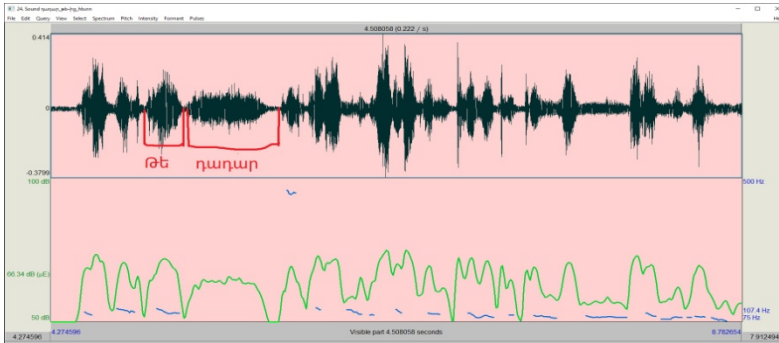 24. Sound դադար_թե-ից_հետո
File Edit Query View Select Spectrum Pitch Intensity Formant Pulses
4.508058 (0.222 / s)
0.414
0
-0.3799
Թե դադար
100 dB
500 Hz
66.34 dB (µE)
50 dB
107.4 Hz
75 Hz
4.274596
8.782654
4.274596
Visible part 4.508058 seconds
7.912494